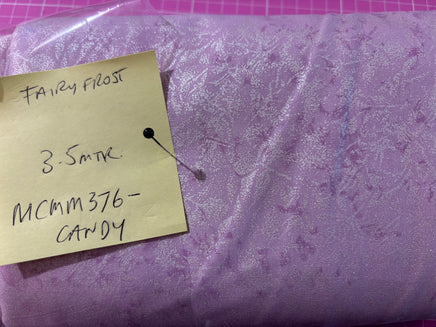 FAIRY FROST
3.5MTR.
MCMM376-
CANDY